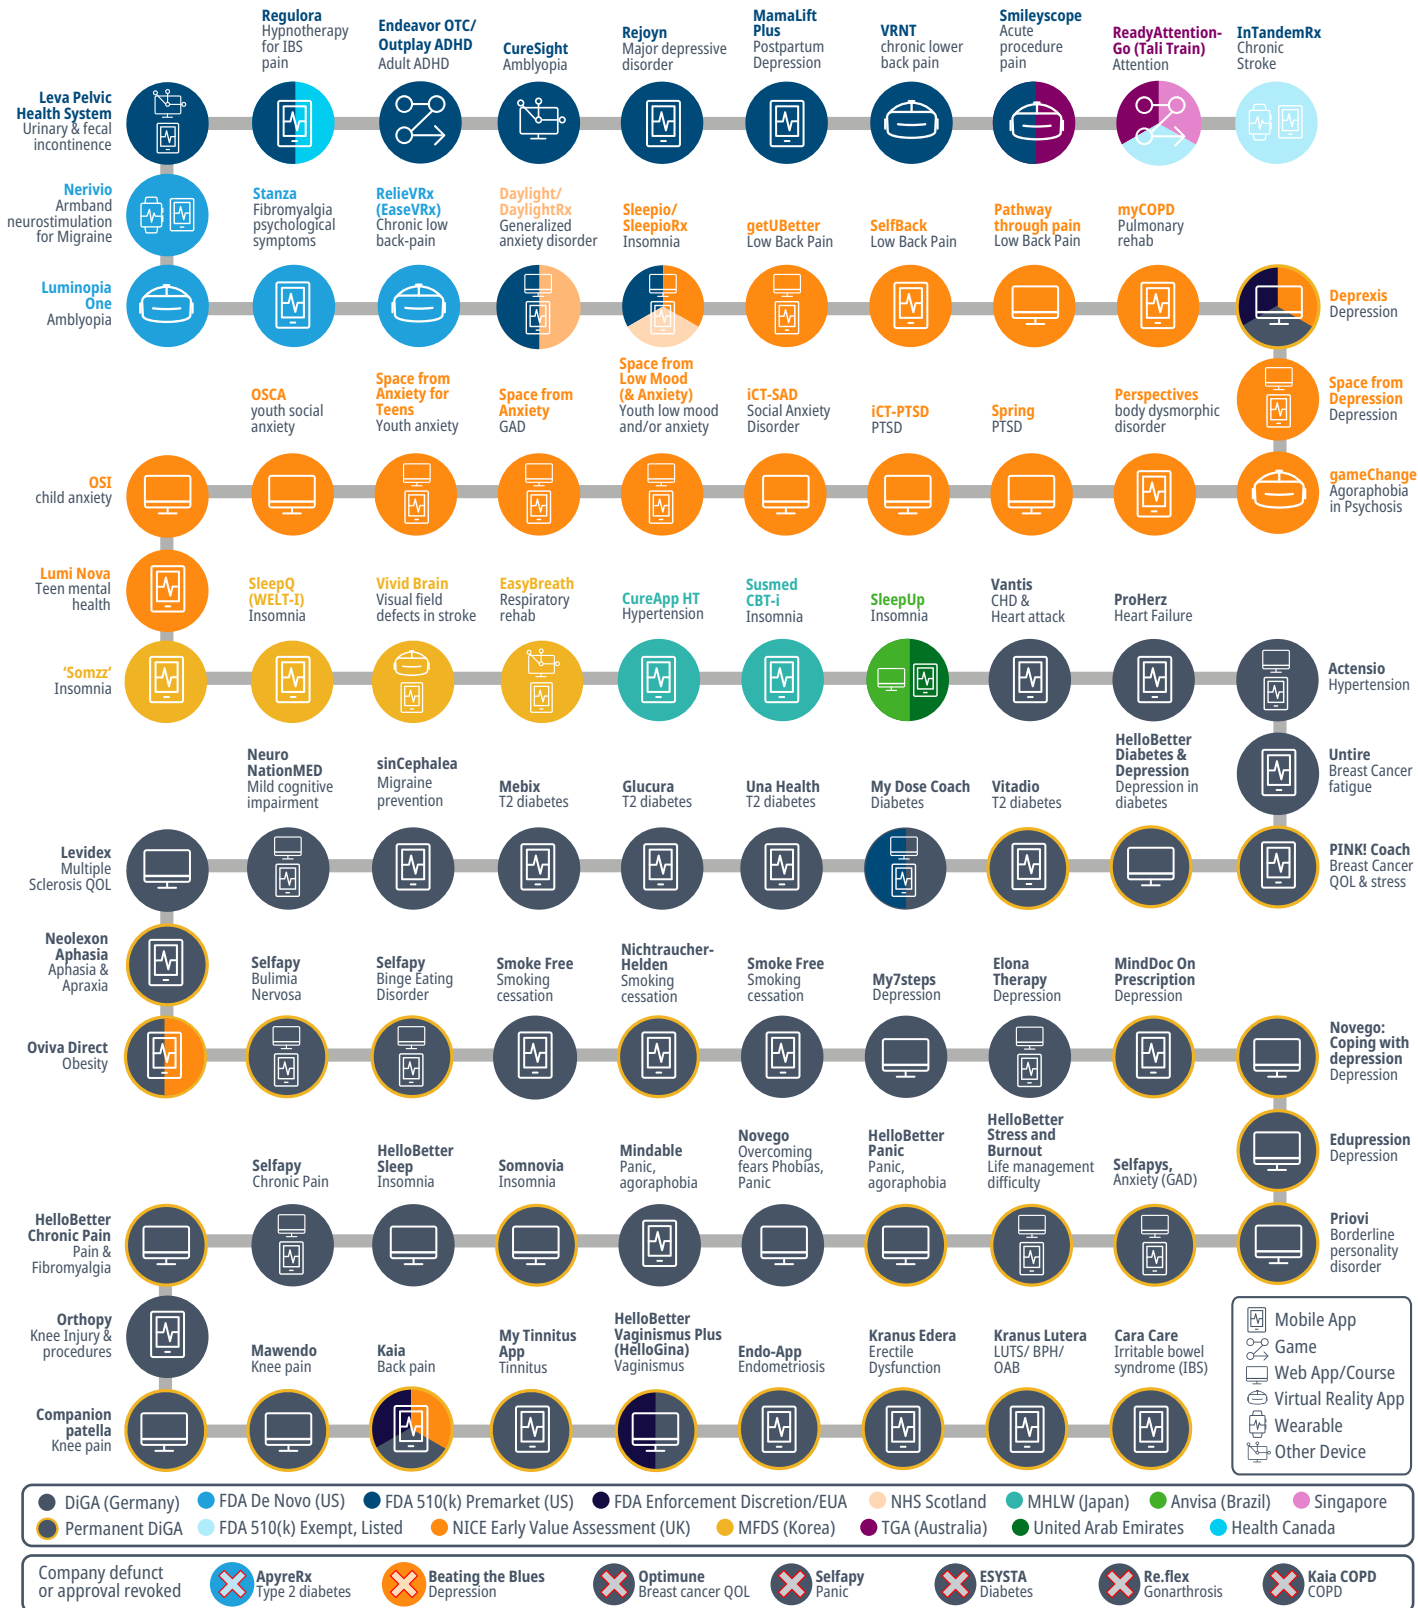 Regulora
Hypnotherapy
for IBS
pain
Endeavor OTC/
Outplay ADHD
Adult ADHD
CureSight
Amblyopia
Rejoyn
Major depressive
disorder
MamaLift
Plus
Postpartum
Depression
VRNT
chronic lower
back pain
Smileyscope
Acute
procedure
pain
ReadyAttention-
Go (Tali Train)
Attention
InTandemRx
Chronic
Stroke
Leva Pelvic
Health System
Urinary & fecal
incontinence
Nerivio
Armband
neurostimulation
for Migraine
Stanza
Fibromyalgia
psychological
symptoms
RelieVRx
(EaseVRx)
Chronic low
back-pain
Daylight/
DaylightRx
Generalized
anxiety disorder
Sleepio/
SleepioRx
Insomnia
getUBetter
Low Back Pain
SelfBack
Low Back Pain
Pathway
through pain
Low Back Pain
myCOPD
Pulmonary
rehab
Luminopia
One
Amblyopia
Deprexis
Depression
OSCA
youth social
anxiety
Space from
Anxiety for
Teens
Youth anxiety
Space from
Anxiety
GAD
Space from
Low Mood
(& Anxiety)
Youth low mood
and/or anxiety
iCT-SAD
Social Anxiety
Disorder
iCT-PTSD
PTSD
Spring
PTSD
Perspectives
body dysmorphic
disorder
Space from
Depression
Depression
OSI
child anxiety
gameChange
Agoraphobia
in Psychosis
Lumi Nova
Teen mental
health
SleepQ
(WELT-I)
Insomnia
Vivid Brain
Visual field
defects in stroke
EasyBreath
Respiratory
rehab
CureApp HT
Hypertension
Susmed
CBT-i
Insomnia
SleepUp
Insomnia
Vantis
CHD &
Heart attack
ProHerz
Heart Failure
‘Somzz’
Insomnia
Actensio
Hypertension
Neuro
NationMED
Mild cognitive
impairment
sinCephalea
Migraine
prevention
Mebix
T2 diabetes
Glucura
T2 diabetes
Una Health
T2 diabetes
My Dose Coach
Diabetes
Vitadio
T2 diabetes
HelloBetter
Diabetes &
Depression
Depression in
diabetes
Untire
Breast Cancer
fatigue
Levidex
Multiple
Sclerosis QOL
PINK! Coach
Breast Cancer
QOL & stress
Neolexon
Aphasia
Aphasia &
Apraxia
Selfapy
Bulimia
Nervosa
Selfapy
Binge Eating
Disorder
Smoke Free
Smoking
cessation
Nichtraucher-
Helden
Smoking
cessation
Smoke Free
Smoking
cessation
My7steps
Depression
Elona
Therapy
Depression
MindDoc On
Prescription
Depression
Oviva Direct
Obesity
Novego:
Coping with
depression
Depression
Edupression
Depression
Selfapy
Chronic Pain
HelloBetter
Sleep
Insomnia
Somnovia
Insomnia
Mindable
Panic,
agoraphobia
Novego
Overcoming
fears Phobias,
Panic
HelloBetter
Panic
Panic,
agoraphobia
HelloBetter
Stress and
Burnout
Life management
difficulty
Selfapys,
Anxiety (GAD)
HelloBetter
Chronic Pain
Pain &
Fibromyalgia
Priovi
Borderline
personality
disorder
Orthopy
Knee Injury &
procedures
Mawendo
Knee pain
Kaia
Back pain
My Tinnitus
App
Tinnitus
HelloBetter
Vaginismus Plus
(HelloGina)
Vaginismus
Endo-App
Endometriosis
Kranus Edera
Erectile
Dysfunction
Kranus Lutera
LUTS/ BPH/
OAB
Cara Care
Irritable bowel
syndrome (IBS)
Companion
patella
Knee pain
Mobile App
Game
Web App/Course
Virtual Reality App
Wearable
Other Device
DiGA (Germany)
FDA De Novo (US)
FDA 510(k) Premarket (US)
FDA Enforcement Discretion/EUA
NHS Scotland
MHLW (Japan)
Anvisa (Brazil)
Singapore
Permanent DiGA
FDA 510(k) Exempt, Listed
NICE Early Value Assessment (UK)
MFDS (Korea)
TGA (Australia)
United Arab Emirates
Health Canada
Company defunct
or approval revoked
ApyreRx
Type 2 diabetes
Beating the Blues
Depression
Optimune
Breast cancer QOL
Selfapy
Panic
ESYSTA
Diabetes
Re.flex
Gonarthrosis
Kaia COPD
COPD